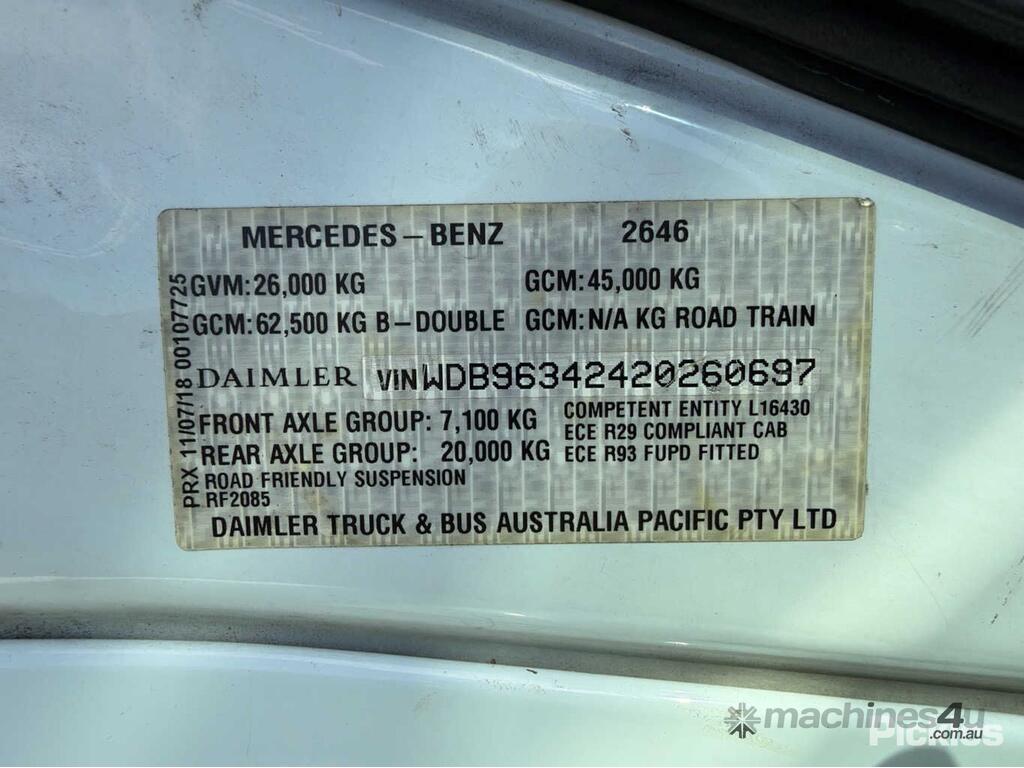 MERCEDES-BENZ 2646
GVM: 26,000 KG GCM: 45,000 KG
GCM: 62,500 KG B-DOUBLE GCM: N/A KG ROAD TRAIN
DAIMLER VIN WDB96342420260697
FRONT AXLE GROUP: 7,100 KG COMPETENT ENTITY L16430
REAR AXLE GROUP: 20,000 KG ECE R29 COMPLIANT CAB
ECE R93 FUPD FITTED
ROAD FRIENDLY SUSPENSION
RF2085
DAIMLER TRUCK & BUS AUSTRALIA PACIFIC PTY LTD
PRX 11/07/18 00107725
machines4u
.com.au
Pickles